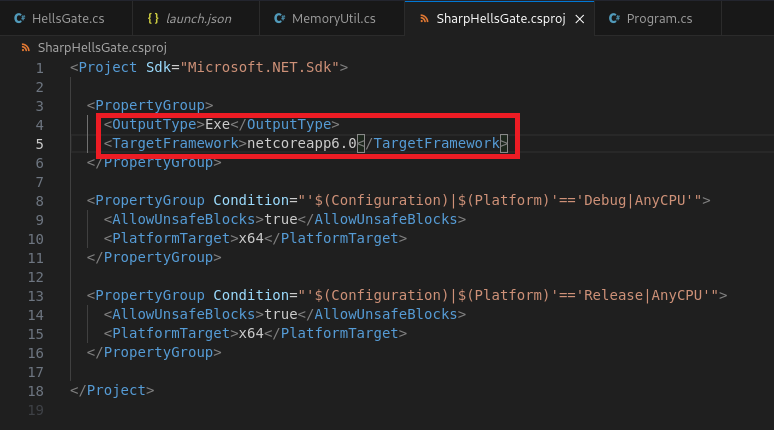 C# HellsGate.cs {} launch.json C# MemoryUtil.cs SharpHellsGate.csproj × C# Program.cs
SharpHellsGate.csproj
1 <Project Sdk="Microsoft.NET.Sdk">
2
3 <PropertyGroup>
4 <OutputType>Exe</OutputType>
5 <TargetFramework>netcoreapp6.0</TargetFramework>
6 </PropertyGroup>
7
8 <PropertyGroup Condition="'$(Configuration)|$(Platform)'=='Debug|AnyCPU'">
9 <AllowUnsafeBlocks>true</AllowUnsafeBlocks>
10 <PlatformTarget>x64</PlatformTarget>
11 </PropertyGroup>
12
13 <PropertyGroup Condition="'$(Configuration)|$(Platform)'=='Release|AnyCPU'">
14 <AllowUnsafeBlocks>true</AllowUnsafeBlocks>
15 <PlatformTarget>x64</PlatformTarget>
16 </PropertyGroup>
17
18 </Project>
19